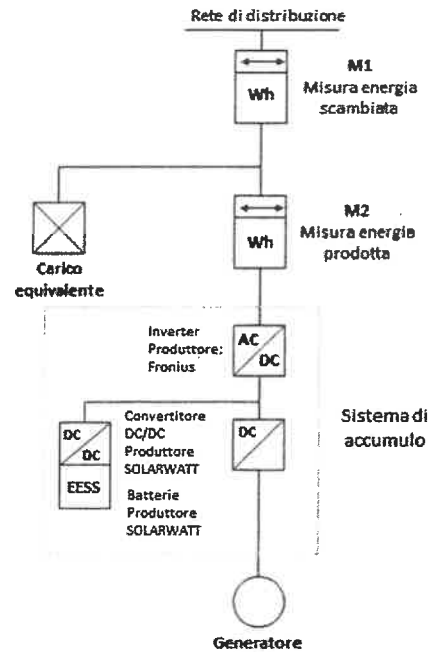 Rete di distribuzione
M1
Misura energia
scambiata
Wh
M2
Misura energia
prodotta
Wh
Carico
equivalente
Inverter
Produttore:
Fronius
AC
DC
Sistema di
accumulo
Convertitore
DC/DC
Produttore
SOLARWATT
DC
DC
EESS
DC
Batterie
Produttore
SOLARWATT
Generatore